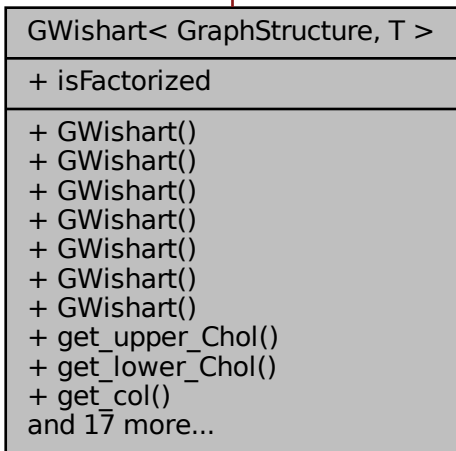 GWishart< GraphStructure, T >
+ isFactorized
+ GWishart()
+ GWishart()
+ GWishart()
+ GWishart()
+ GWishart()
+ GWishart()
+ GWishart()
+ get_upper_Chol()
+ get_lower_Chol()
+ get_col()
and 17 more...